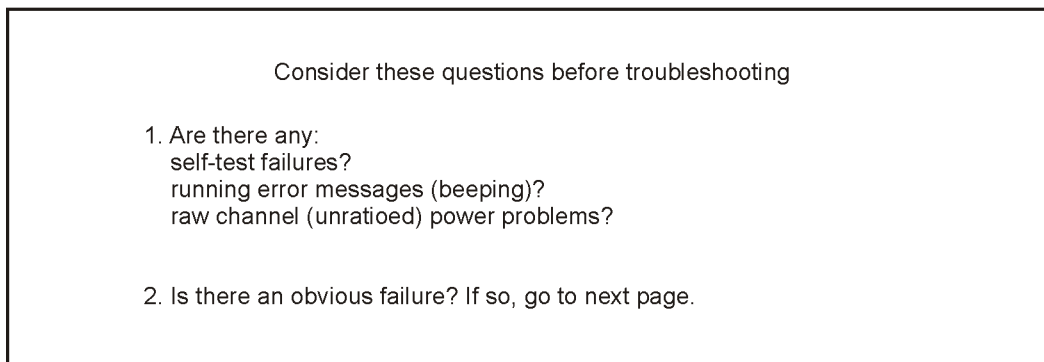 Consider these questions before troubleshooting
1. Are there any:
self-test failures?
running error messages (beeping)?
raw channel (unratioed) power problems?
2. Is there an obvious failure? If so, go to next page.